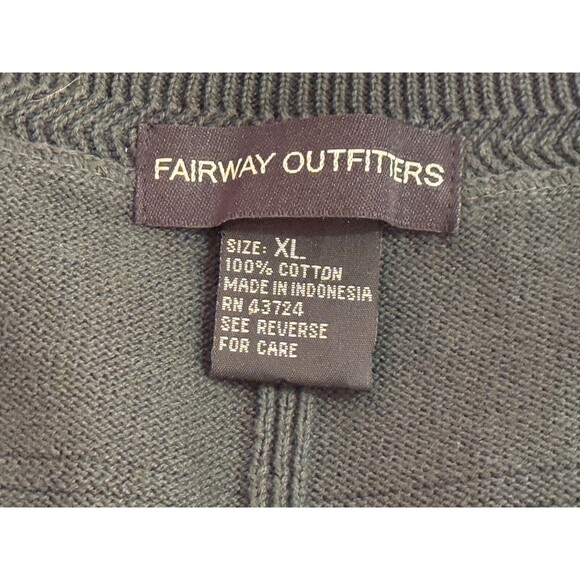 FAIRWAY OUTFITTERS
SIZE: XL
100% COTTON
MADE IN INDONESIA
RN 43724
SEE REVERSE
FOR CARE